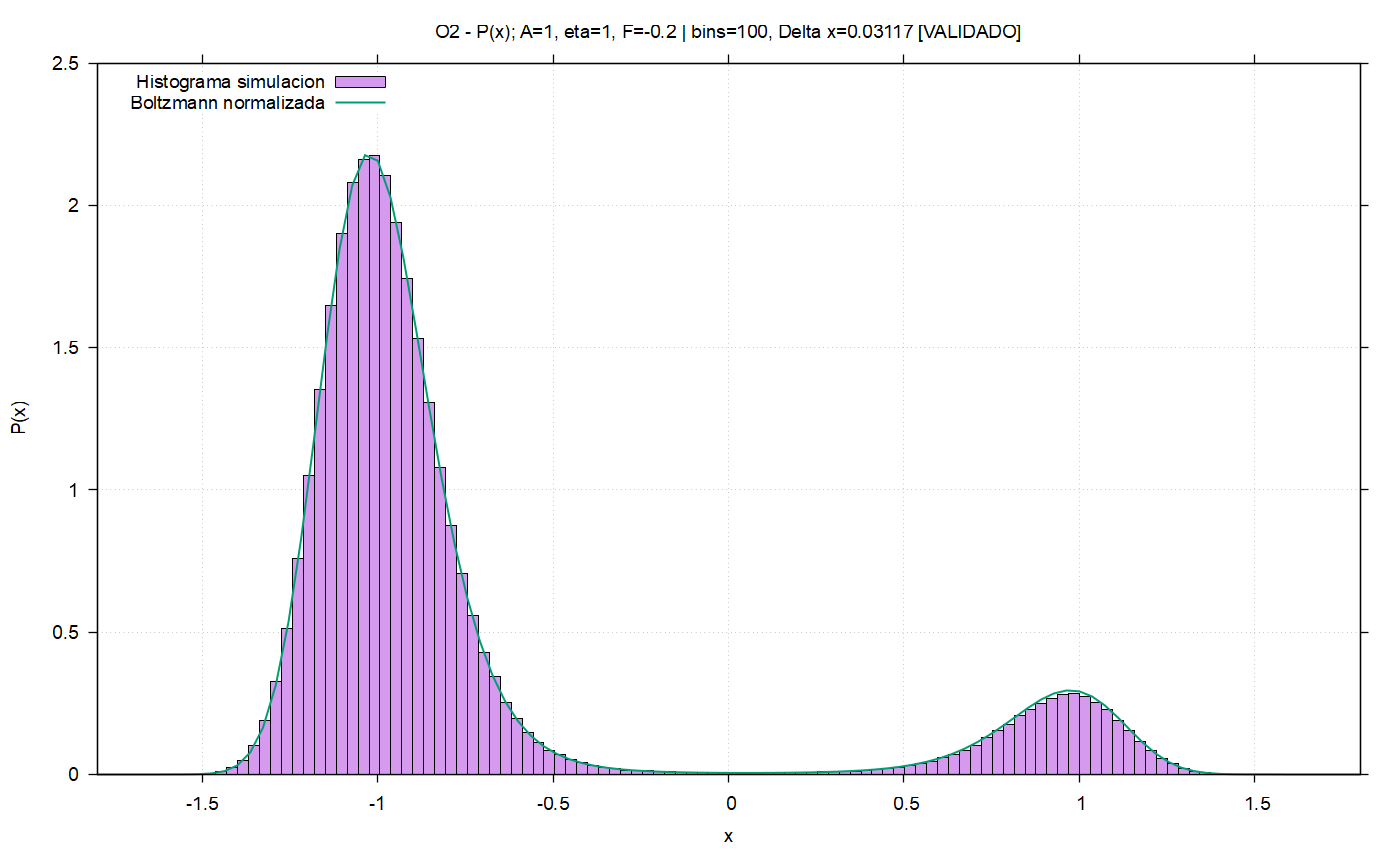 O2 - P(x); A=1, eta=1, F=-0.2 | bins=100, Delta x=0.03117 [VALIDADO]
Histograma simulacion
Boltzmann normalizada
2.5
2
1.5
1
0.5
0
P(x)
-1.5 -1 -0.5 0 0.5 1 1.5
x